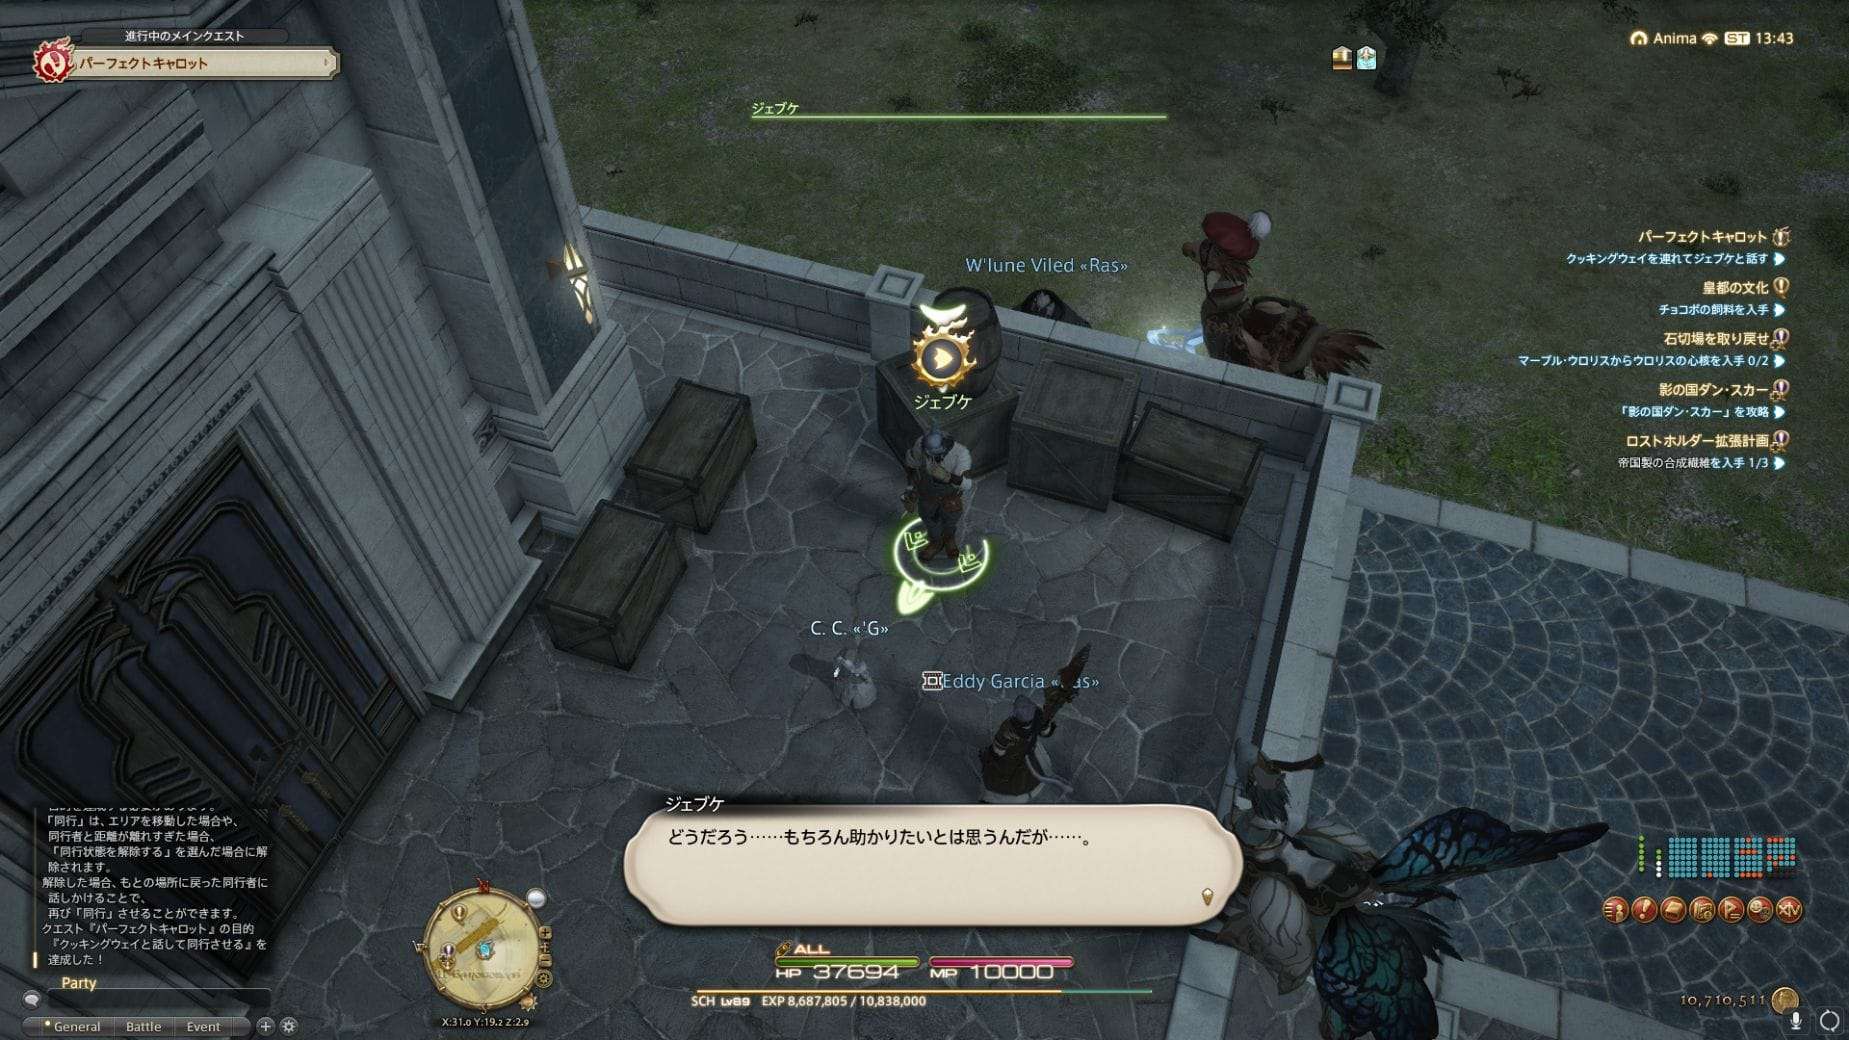 進行中のメインクエスト
パーフェクトキャロット
Anima ST 13:43
ジェブケ
パーフェクトキャロット
クッキングウェイを連れてジェブケと話す
皇都の文化
チョコボの飼料を入手
石切場を取り戻せ
マーブル・ウロリスからウロリスの心核を入手 0/2
影の国ダン・スカー
「影の国ダン・スカー」を攻略
ロストホルダー拡張計画
帝国製の合成繊維を入手 1/3
W'lune Viled «Ras»
ジェブケ
C. C. «'G»
Eddy Garcia
ジェブケ
どうだろう……もちろん助かりたいとは思うんだが……。
「同行」は、エリアを移動した場合や、
同行者と距離が離れすぎた場合、
「同行状態を解除する」を選んだ場合に解
除されます。
解除した場合、もとの場所に戻った同行者に
話しかけることで、
再び「同行」させることができます。
クエスト『パーフェクトキャロット』の目的
『クッキングウェイと話して同行させる』を
達成した！
Party
General Battle Event
N
X:31.0 Y:19.2 Z:2.9
ALL
HP 37694 MP 10000
SCH Lv89 EXP 8,687,805 / 10,838,000
XIV
10,710,511